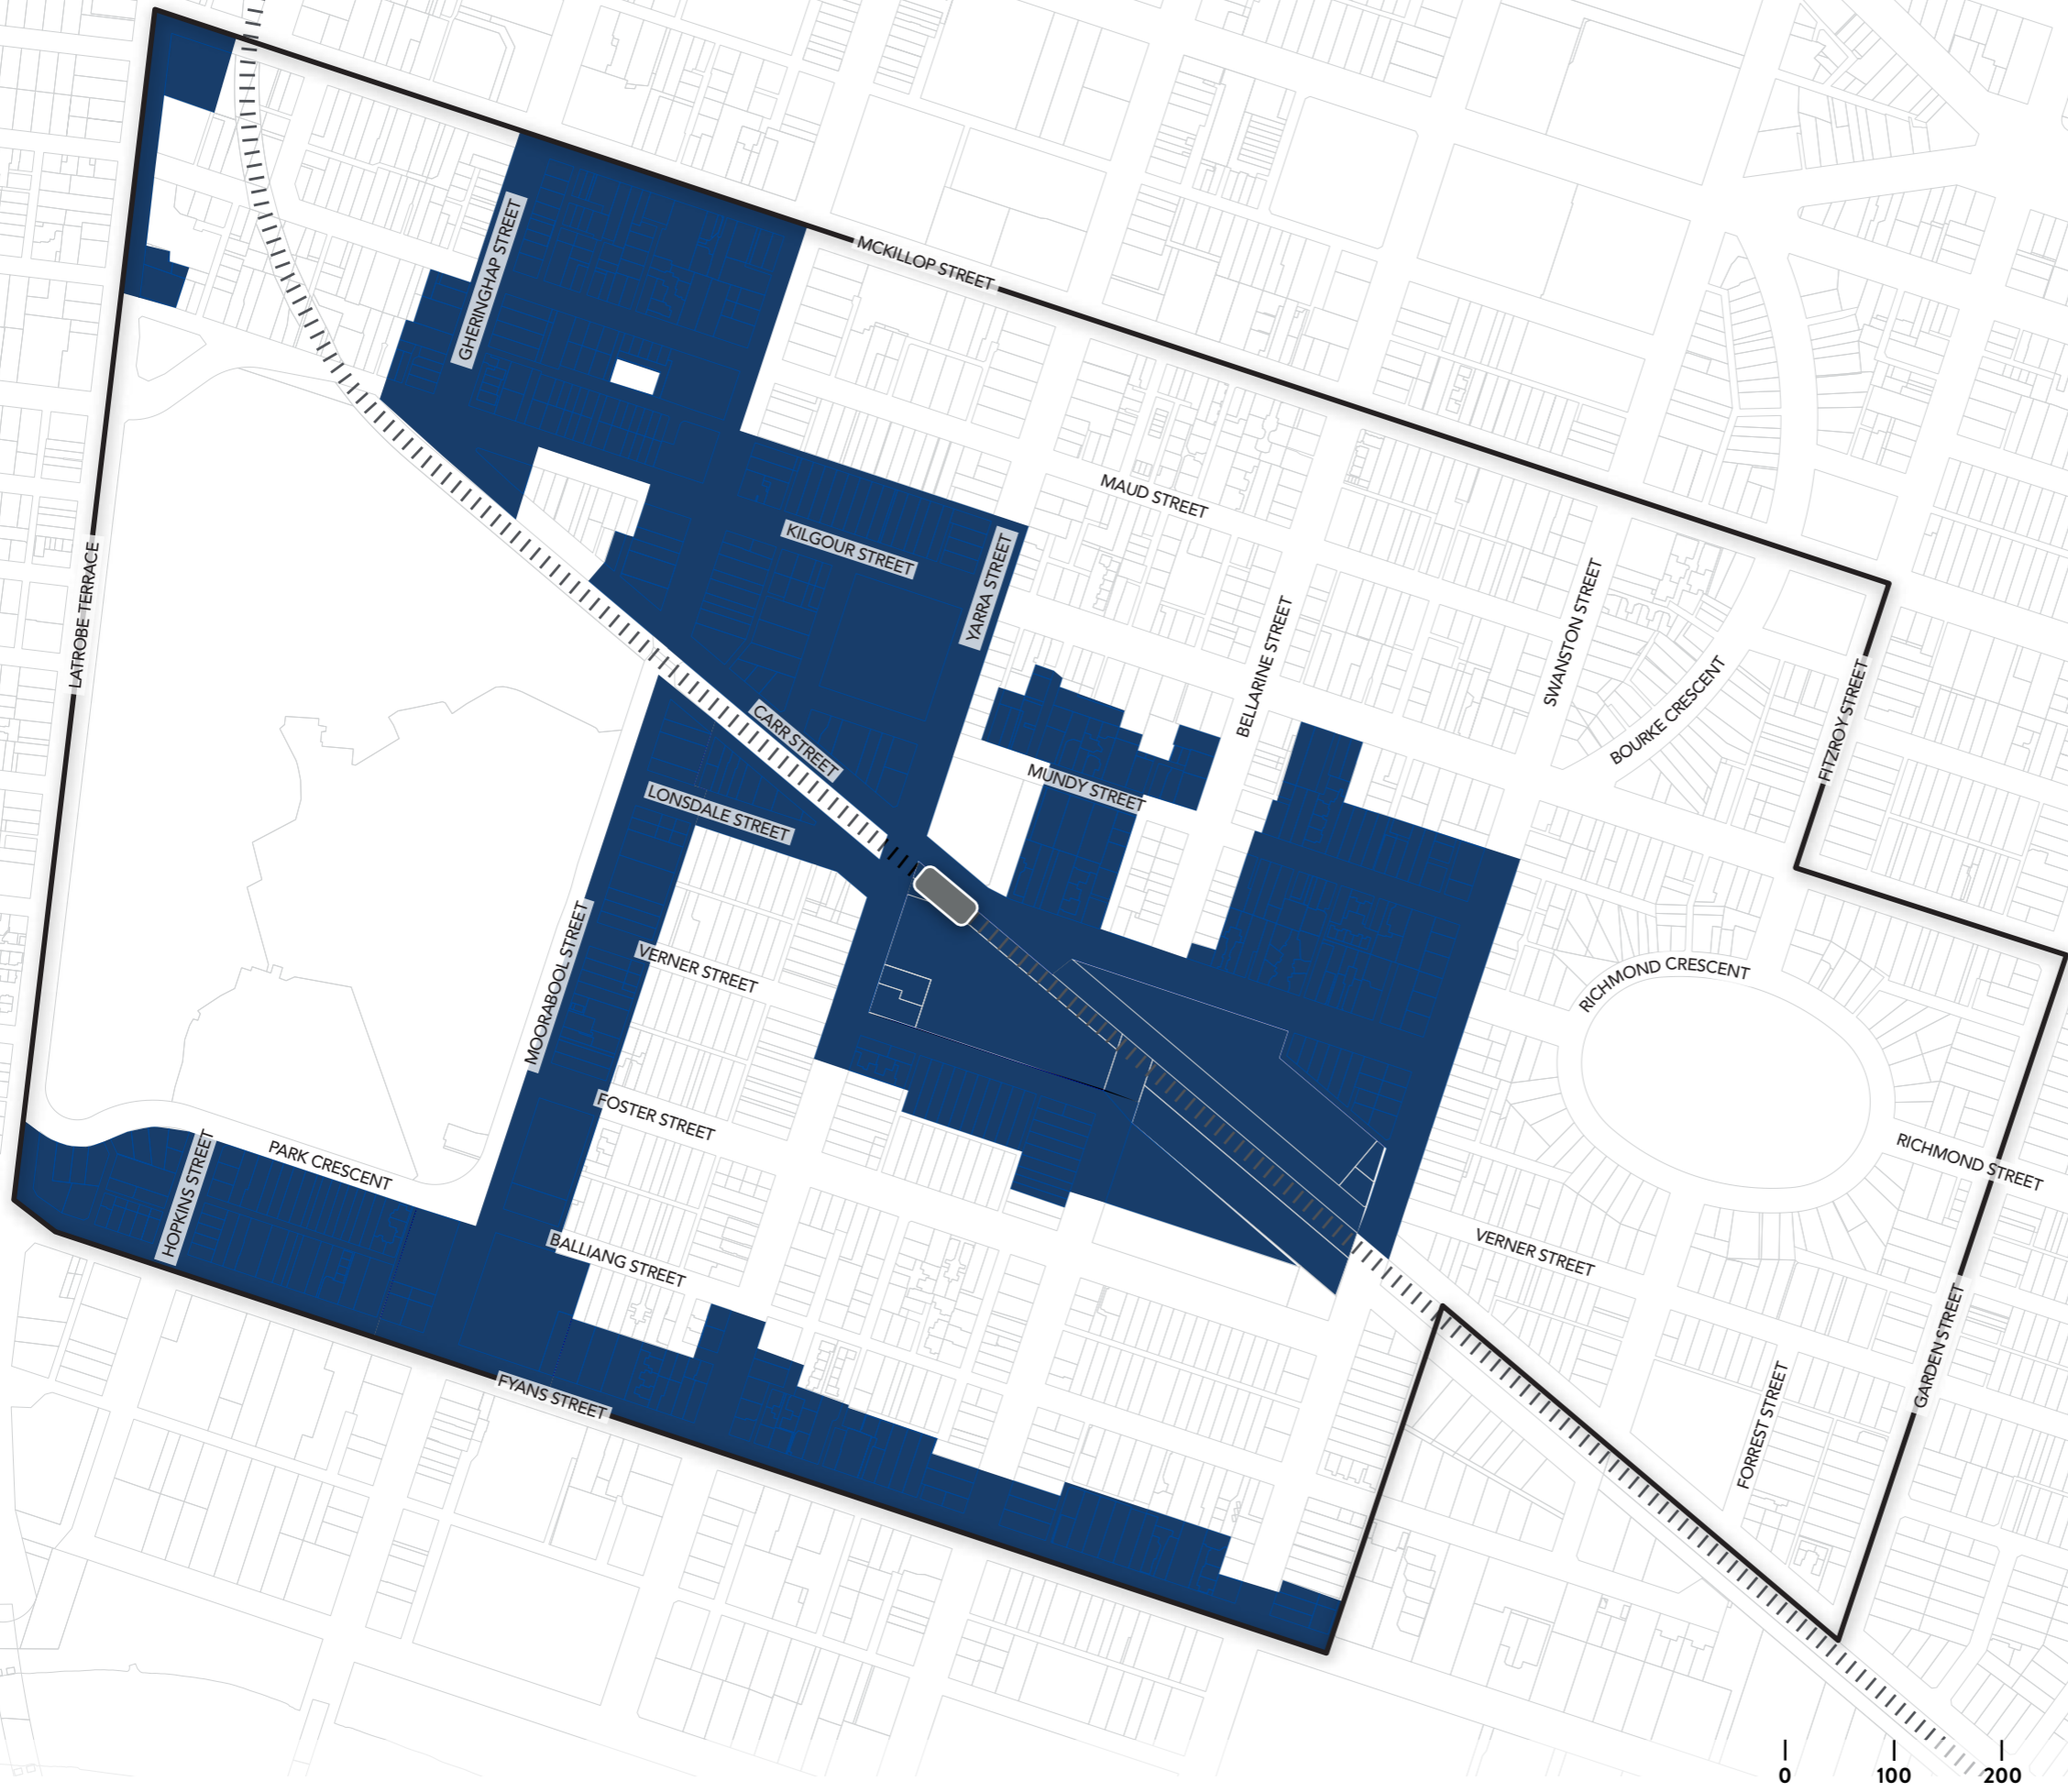 GHERINGHAP STREET
MCKILLOP STREET
MAUD STREET
KILGOUR STREET
YARRA STREET
LATROBE TERRACE
SWANSTON STREET
BELLARINE STREET
BOURKE CRESCENT
FITZROY STREET
CARR STREET
MUNDY STREET
LONSDALE STREET
MOORABOOL STREET
VERNER STREET
RICHMOND CRESCENT
FOSTER STREET
HOPKINS STREET
PARK CRESCENT
RICHMOND STREET
BALLIANG STREET
VERNER STREET
GARDEN STREET
FORREST STREET
FYANS STREET
0 100 200